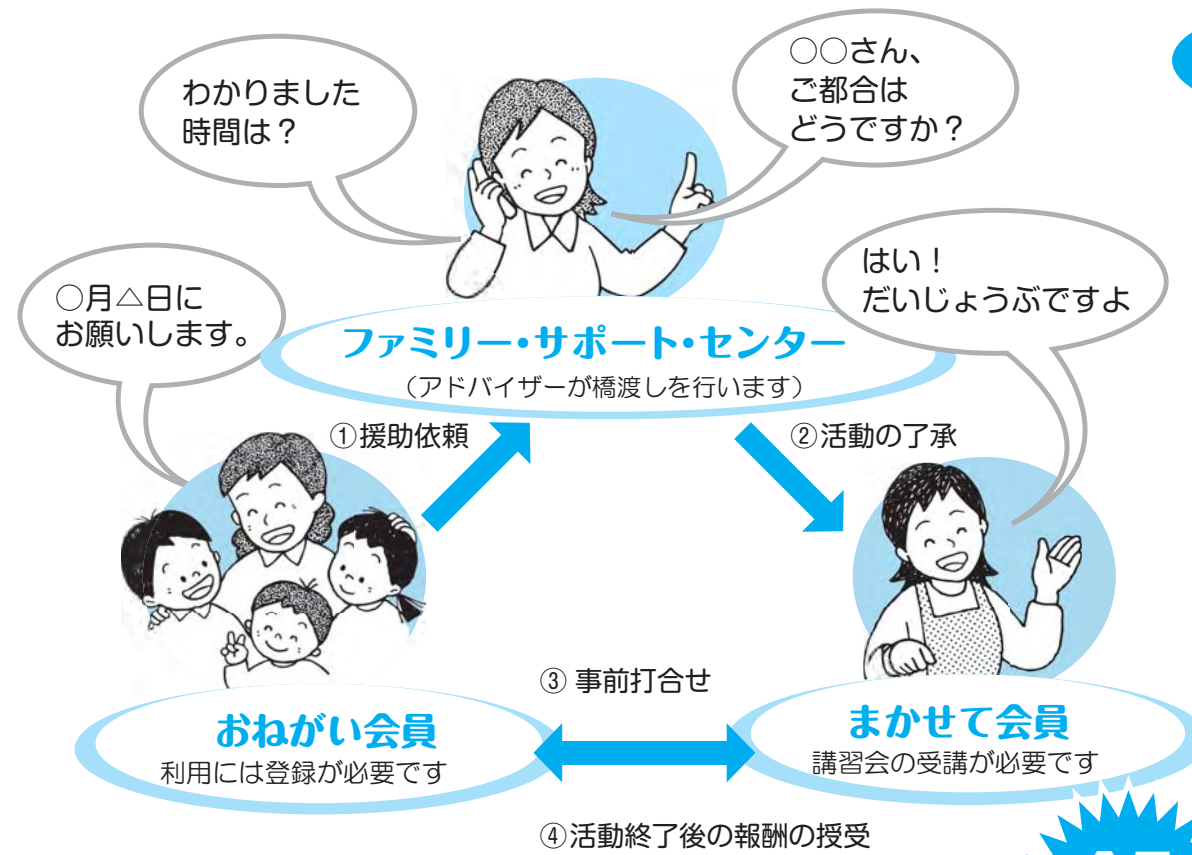 わかりました
時間は？
○○さん、
ご都合は
どうですか？
○月△日に
お願いします。
はい！
だいじょうぶですよ
ファミリー・サポート・センター
（アドバイザーが橋渡しを行います）
①援助依頼
②活動の了承
③ 事前打合せ
おねがい会員
利用には登録が必要です
まかせて会員
講習会の受講が必要です
④活動終了後の報酬の授受